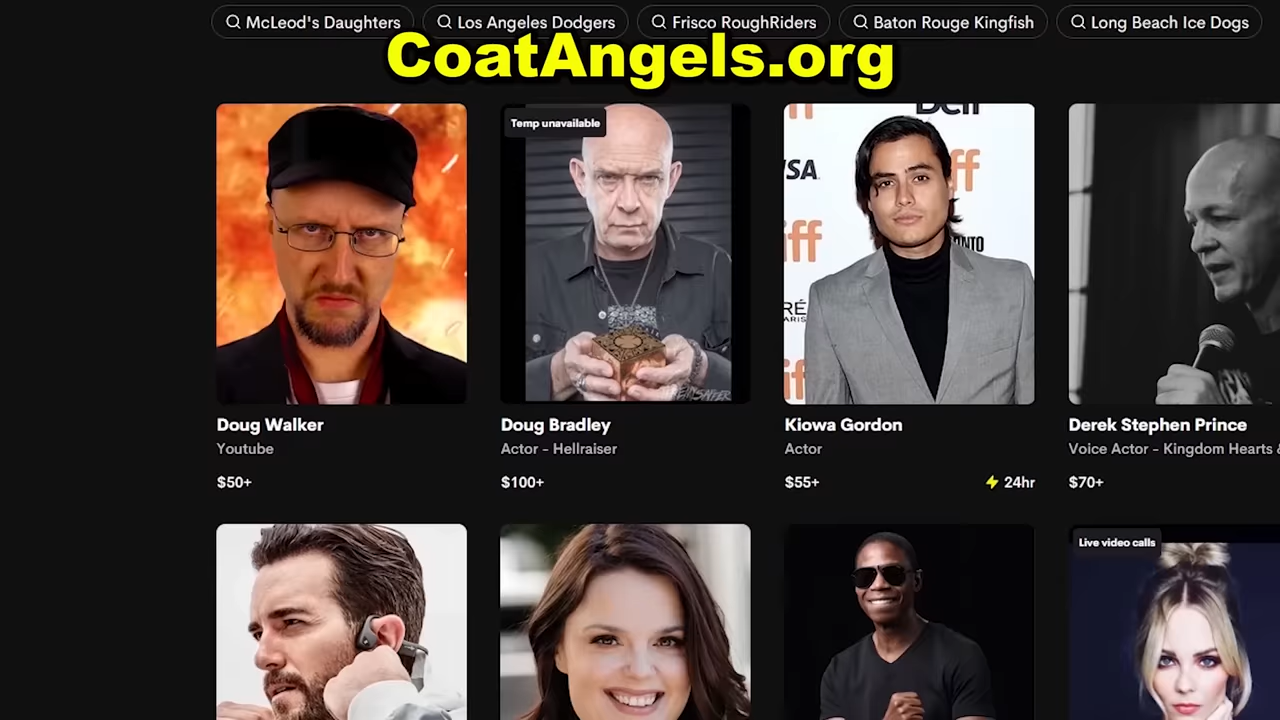 McLeod's Daughters
Los Angeles Dodgers
Frisco RoughRiders
Baton Rouge Kingfish
Long Beach Ice Dogs
CoatAngels.org
Temp unavailable
Doug Walker
Youtube
$50+
Doug Bradley
Actor - Hellraiser
$100+
Kiowa Gordon
Actor
$55+
24hr
Derek Stephen Prince
Voice Actor - Kingdom Hearts &
$70+
Live video calls